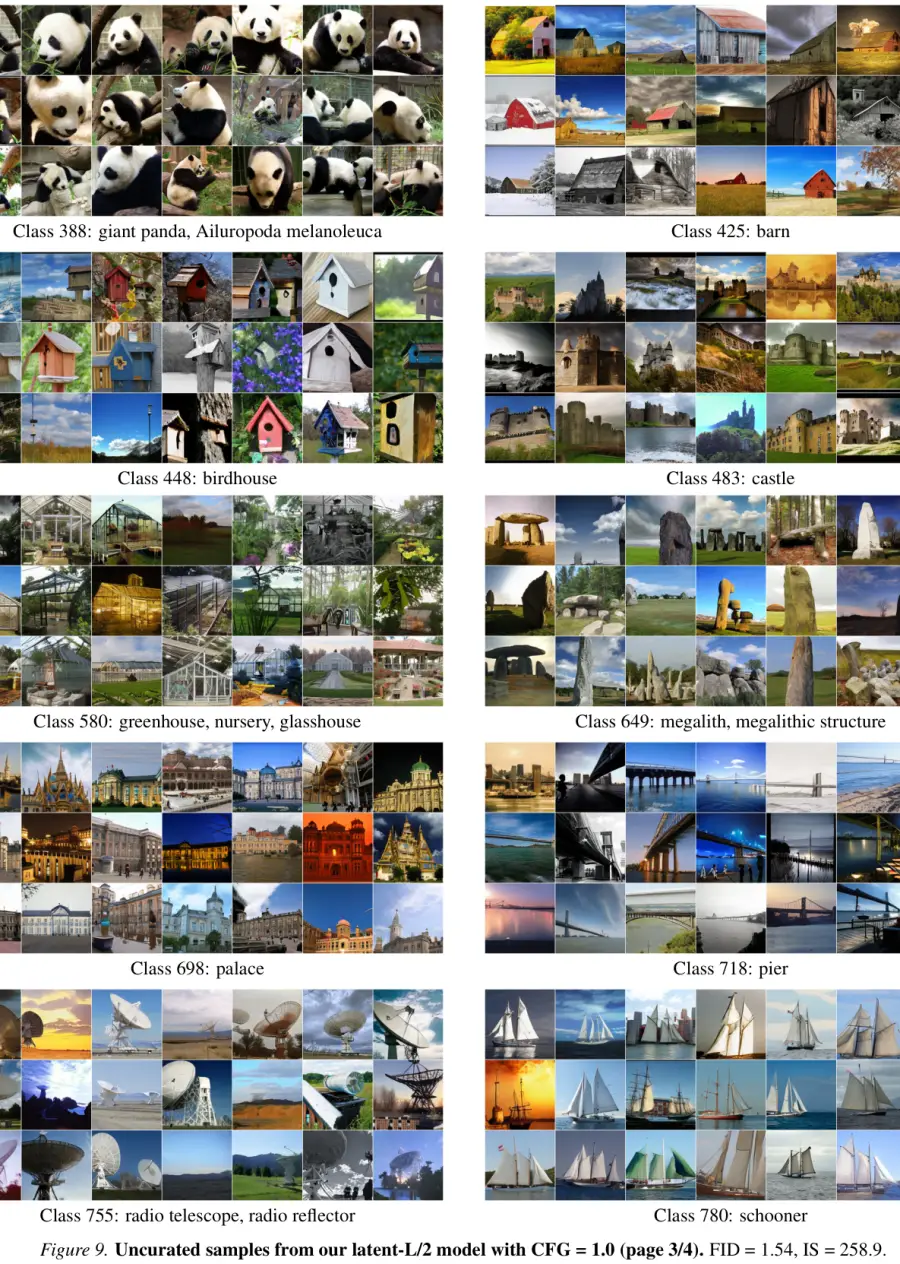 Class 388: giant panda, Ailuropoda melanoleuca
Class 425: barn
Class 448: birdhouse
Class 483: castle
Class 580: greenhouse, nursery, glasshouse
Class 649: megalith, megalithic structure
Class 698: palace
Class 718: pier
Class 755: radio telescope, radio reflector
Class 780: schooner
Figure 9. Uncurated samples from our latent-L/2 model with CFG = 1.0 (page 3/4). FID = 1.54, IS = 258.9.